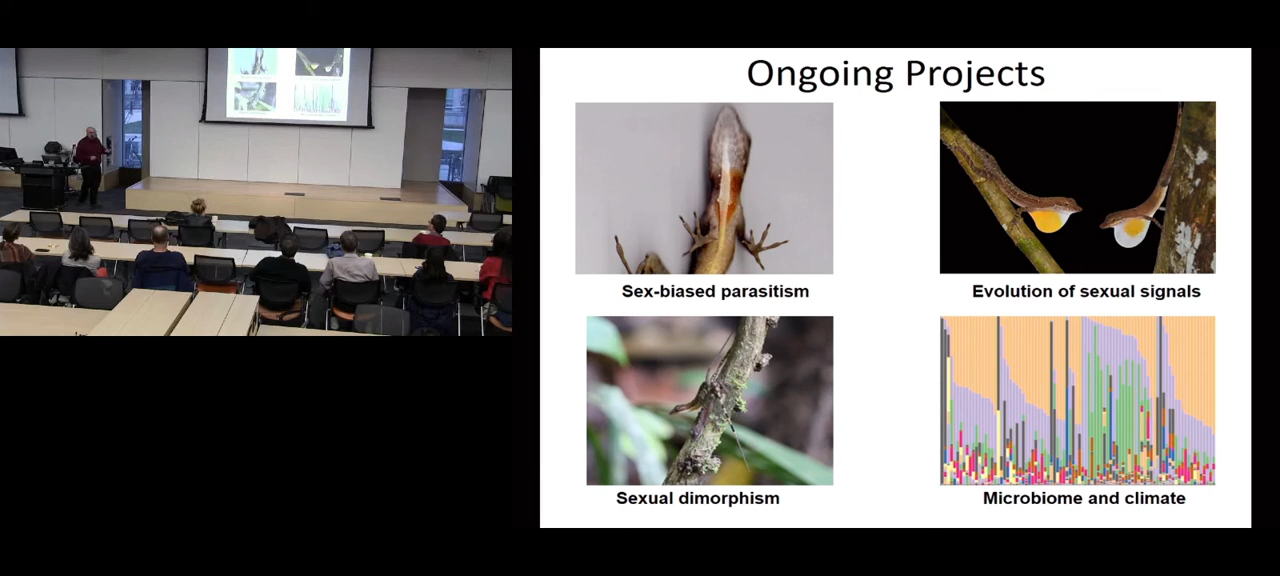 Ongoing Projects
Sex-biased parasitism
Evolution of sexual signals
Sexual dimorphism
Microbiome and climate